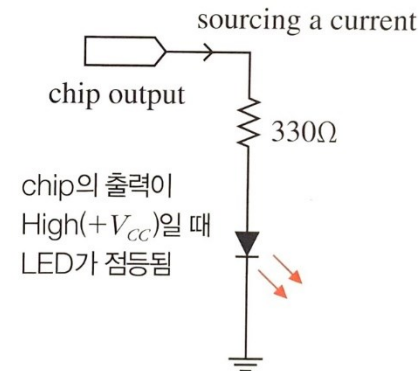 sourcing a current
chip output
330Ω
chip의 출력이
High(+V_CC)일 때
LED가 점등됨